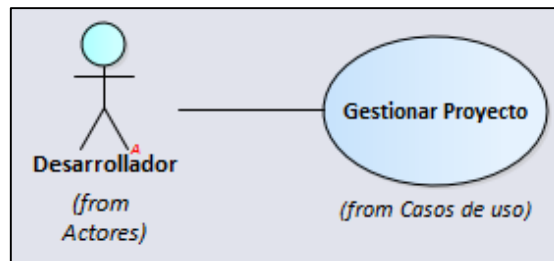 Gestionar Proyecto
A
Desarrollador
(from
Actores)
(from Casos de uso)